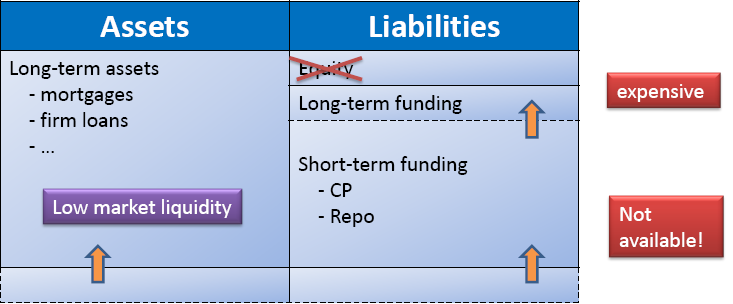 Assets
Liabilities
Long-term assets
- mortgages
- firm loans
- ...
Low market liquidity
Equity
Long-term funding
Short-term funding
- CP
- Repo
expensive
Not
available!